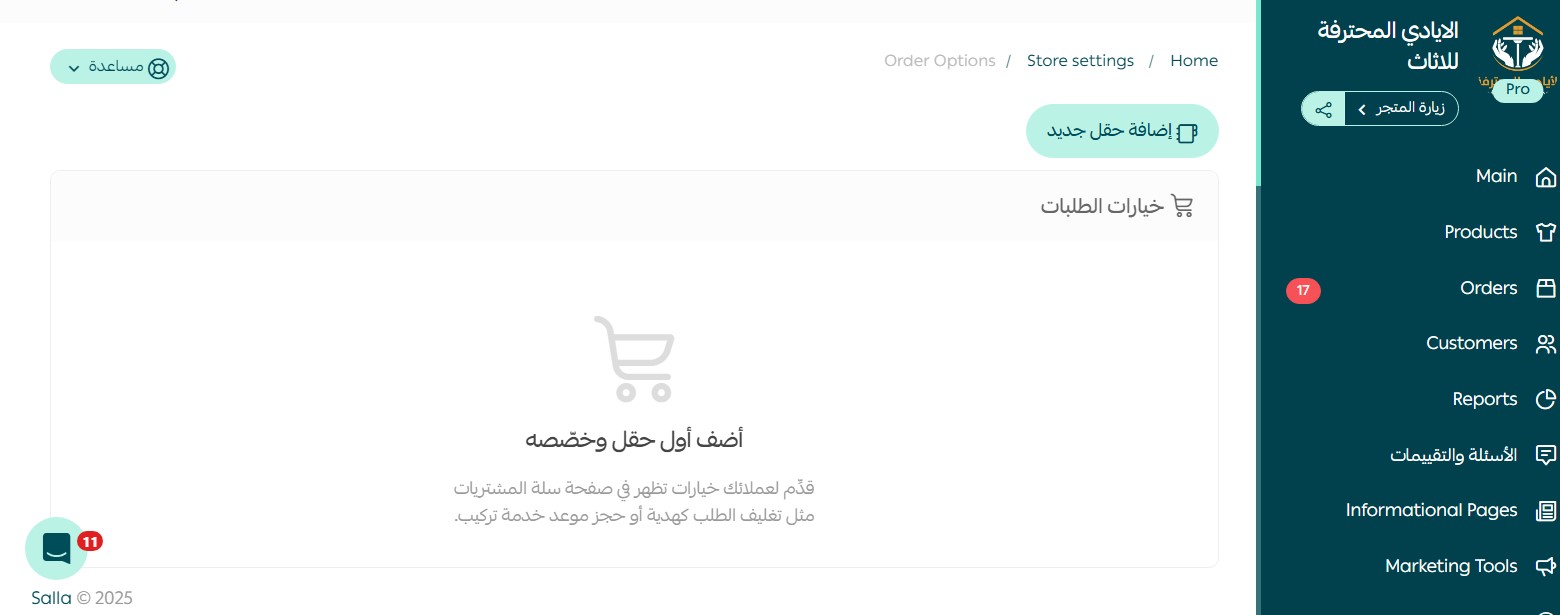 الايادي المحترفة
للاثاث
Pro
زيارة المتجر
Main
Products
Orders
17
Customers
Reports
الأسئلة والتقييمات
Informational Pages
Marketing Tools
Home / Store settings / Order Options
مساعدة
إضافة حقل جديد
خيارات الطلبات
أضف أول حقل وخصّصه
قدِّم لعملائك خيارات تظهر في صفحة سلة المشتريات
مثل تغليف الطلب كهدية أو حجز موعد خدمة تركيب.
11
Salla © 2025